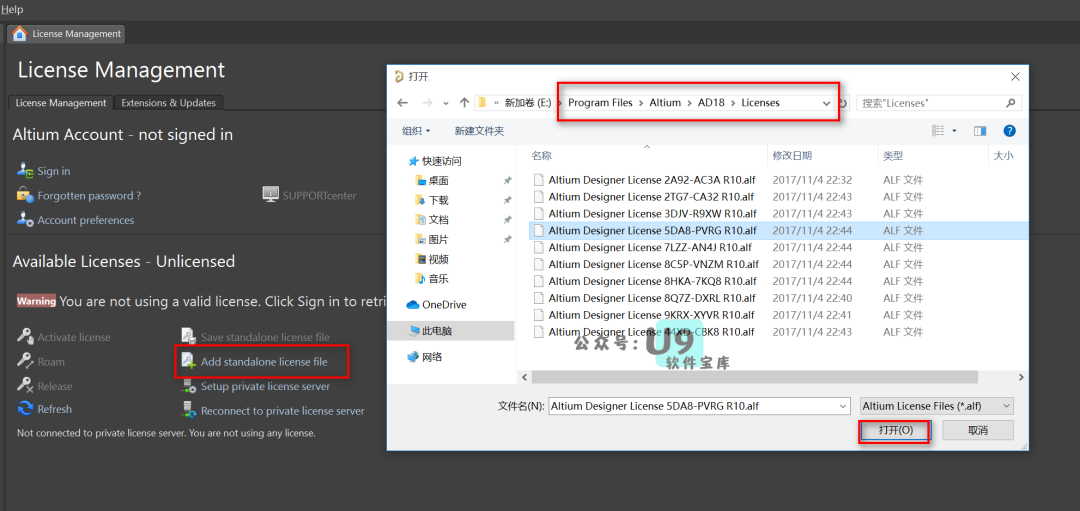 Help
License Management
License Management
License Management
Extensions & Updates
Altium Account - not signed in
Sign in
Forgotten password ?
SUPPORTcenter
Account preferences
Available Licenses - Unlicensed
Warning You are not using a valid license. Click Sign in to retri
Activate license
Save standalone license file
Roam
Add standalone license file
Release
Setup private license server
Refresh
Reconnect to private license server
Not connected to private license server. You are not using any license.
打开
« 新加卷 (E:) › Program Files › Altium › AD18 › Licenses
搜索"Licenses"
组织
新建文件夹
快速访问
桌面
下载
文档
图片
视频
音乐
OneDrive
此电脑
网络
名称 修改日期 类型 大小
Altium Designer License 2A92-AC3A R10.alf 2017/11/4 22:32 ALF 文件
Altium Designer License 2TG7-CA32 R10.alf 2017/11/4 22:43 ALF 文件
Altium Designer License 3DJV-R9XW R10.alf 2017/11/4 22:43 ALF 文件
Altium Designer License 5DA8-PVRG R10.alf 2017/11/4 22:44 ALF 文件
Altium Designer License 7LZZ-AN4J R10.alf 2017/11/4 22:44 ALF 文件
Altium Designer License 8C5P-VNZM R10.alf 2017/11/4 22:44 ALF 文件
Altium Designer License 8HKA-7KQ8 R10.alf 2017/11/4 22:44 ALF 文件
Altium Designer License 8Q7Z-DXRL R10.alf 2017/11/4 22:40 ALF 文件
Altium Designer License 9KRX-XYVR R10.alf 2017/11/4 22:41 ALF 文件
Altium Designer License 44XD-CBK8 R10.alf 2017/11/4 22:43 ALF 文件
公众号: U9
软件宝库
文件名(N): Altium Designer License 5DA8-PVRG R10.alf
Altium License Files (*.alf)
打开(O)
取消